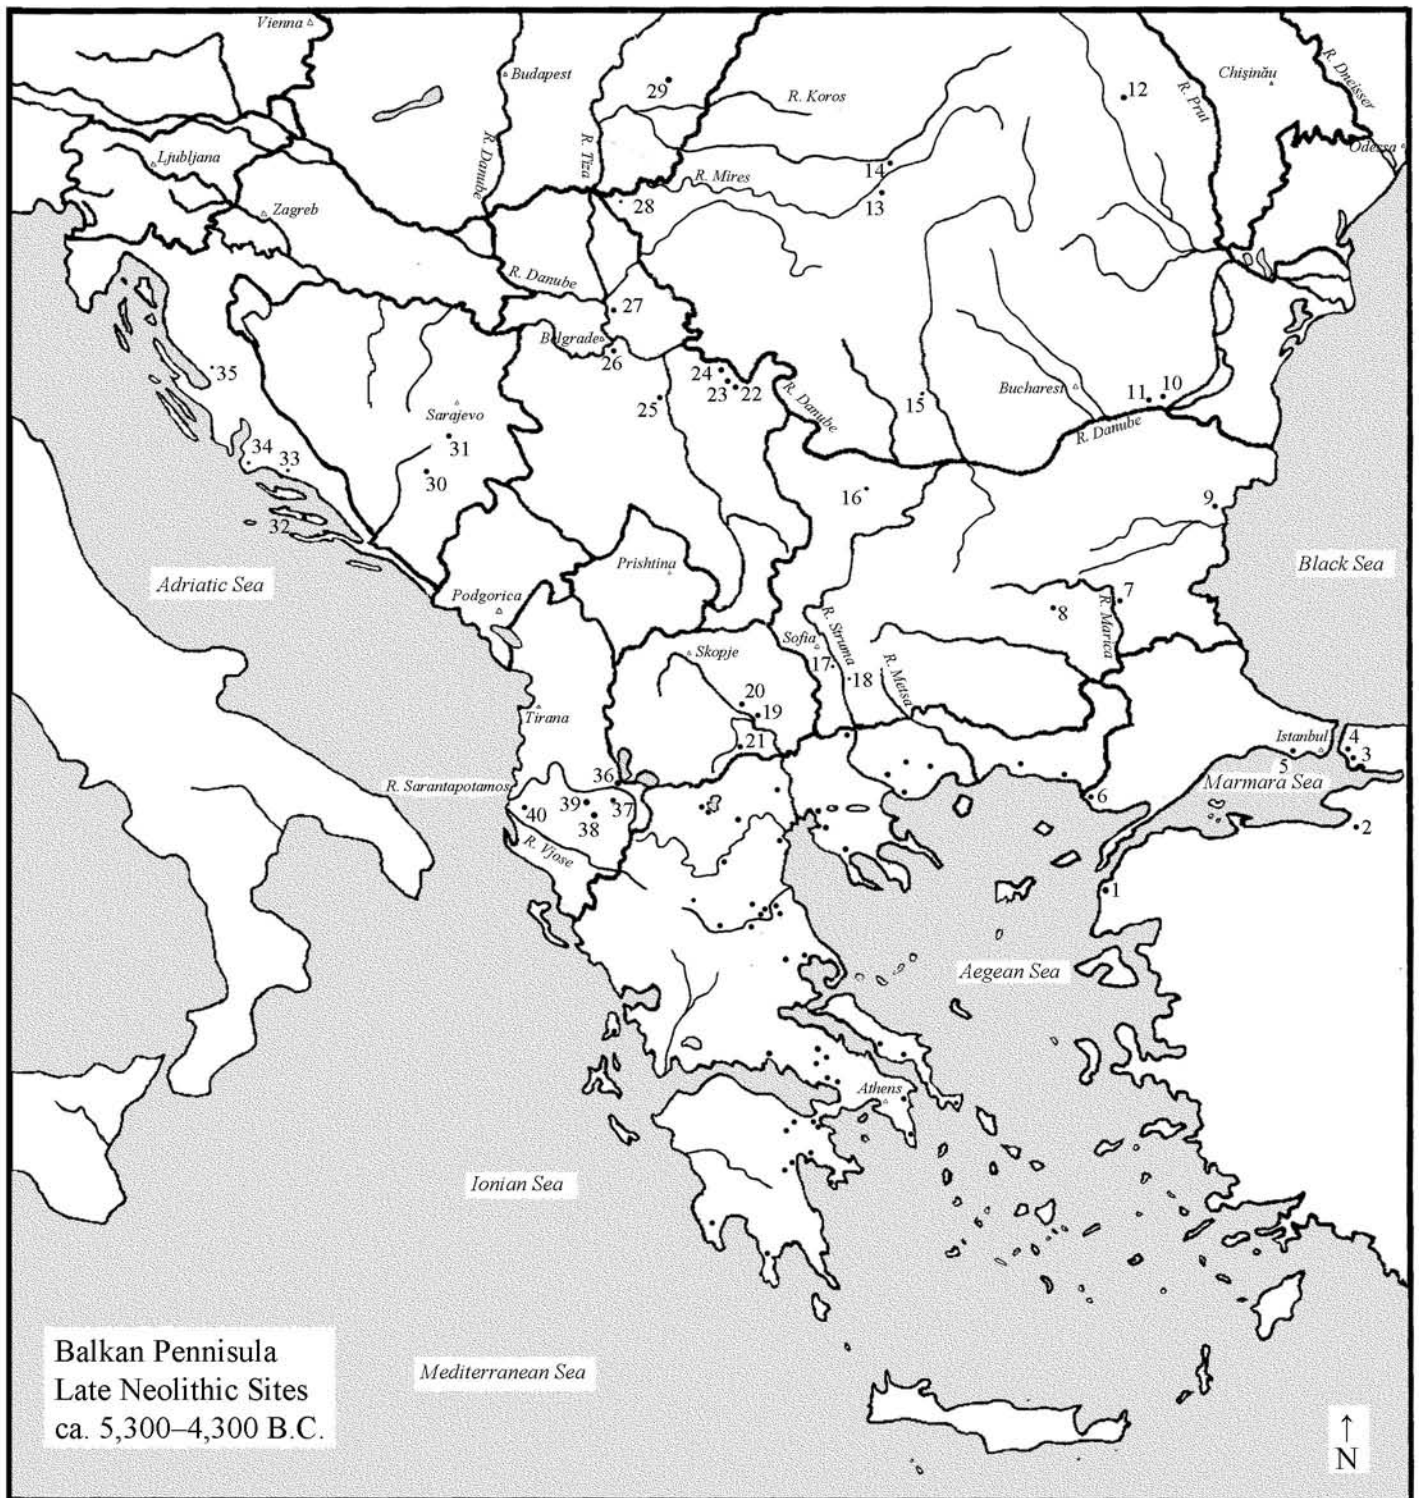 Vienna
Budapest
R. Danube
R. Tiza
29
R. Koros
12
R. Prut
Chişinău
R. Dneisser
Odessa
Ljubljana
Zagreb
28
R. Mires
14
13
R. Danube
27
Belgrade
26
24
23
22
25
R. Danube
15
Bucharest
11
10
R. Danube
35
Sarajevo
31
30
34
33
32
16
9
Adriatic Sea
Black Sea
Prishtina
Podgorica
8
7
R. Marica
Sofia
R. Struma
17
18
R. Metsa
Skopje
20
19
21
Tirana
Istanbul
4
3
5
Marmara Sea
R. Sarantapotamos
36
40
39
38
37
R. Vjose
6
2
1
Aegean Sea
Athens
Ionian Sea
Mediterranean Sea
Balkan Pennisula
Late Neolithic Sites
ca. 5,300–4,300 B.C.
↑
N